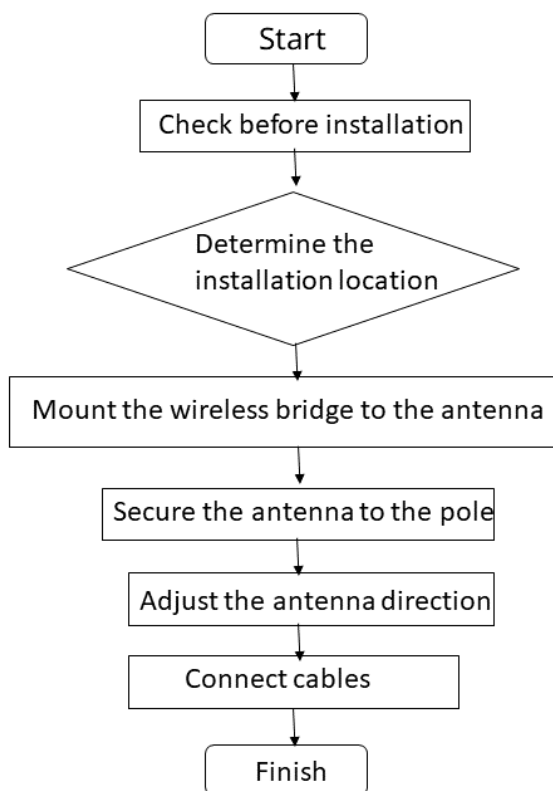 Start
Check before installation
Determine the
installation location
Mount the wireless bridge to the antenna
Secure the antenna to the pole
Adjust the antenna direction
Connect cables
Finish